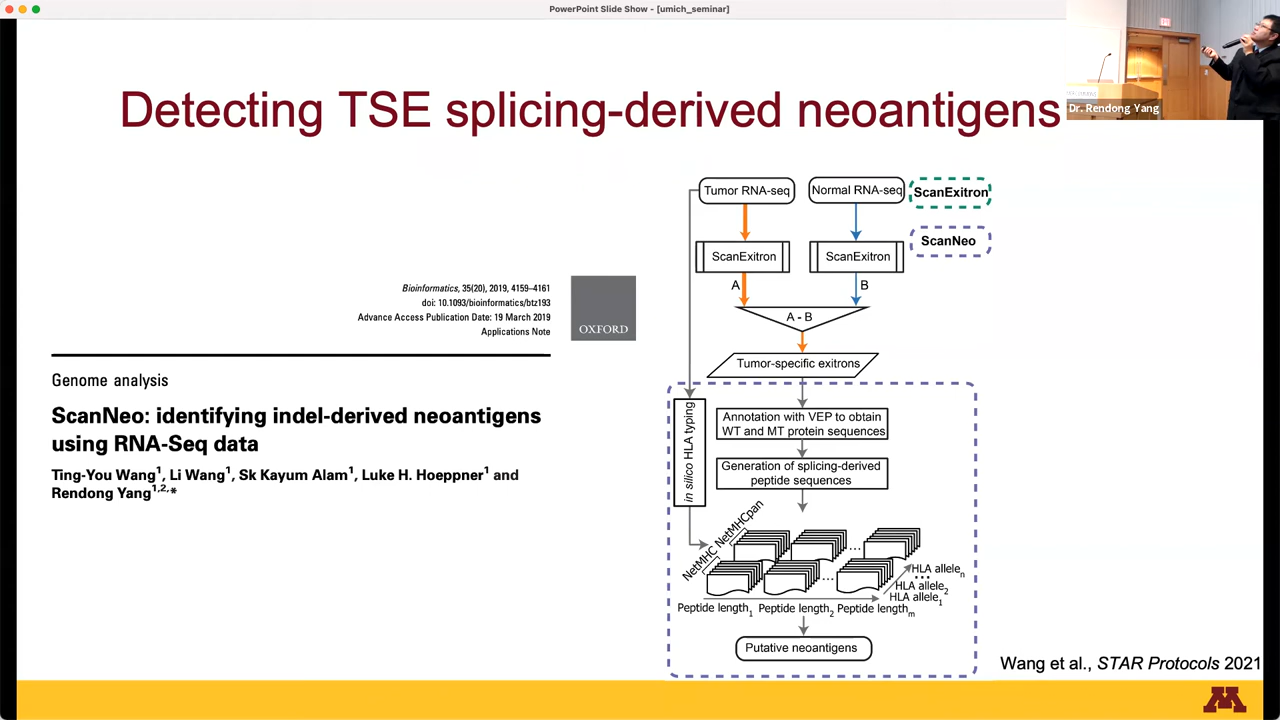 PowerPoint Slide Show - [umich_seminar]
Detecting TSE splicing-derived neoantigens
Dr. Rendong Yang
Bioinformatics, 35(20), 2019, 4159–4161
doi: 10.1093/bioinformatics/btz193
Advance Access Publication Date: 19 March 2019
Applications Note
OXFORD
Genome analysis
ScanNeo: identifying indel-derived neoantigens
using RNA-Seq data
Ting-You Wang1, Li Wang1, Sk Kayum Alam1, Luke H. Hoeppner1 and
Rendong Yang1,2,*
Tumor RNA-seq
Normal RNA-seq
ScanExitron
ScanNeo
ScanExitron
ScanExitron
A
B
A - B
Tumor-specific exitrons
in silico HLA typing
Annotation with VEP to obtain
WT and MT protein sequences
Generation of splicing-derived
peptide sequences
NetMHC NetMHCpan
...
...
HLA allelen
...
HLA allele2
HLA allele1
Peptide length1 Peptide length2 Peptide lengthm
Putative neoantigens
Wang et al., STAR Protocols 2021
M